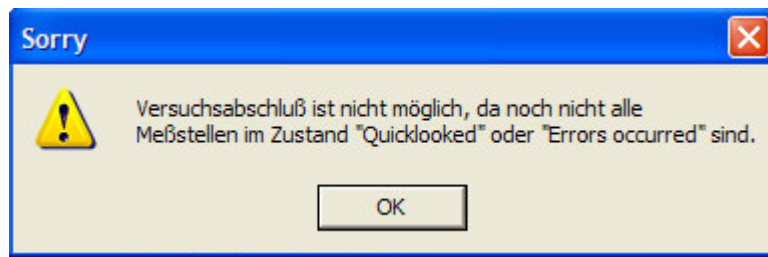 Sorry
Versuchsabschluß ist nicht möglich, da noch nicht alle
Meßstellen im Zustand "Quicklooked" oder "Errors occurred" sind.
OK